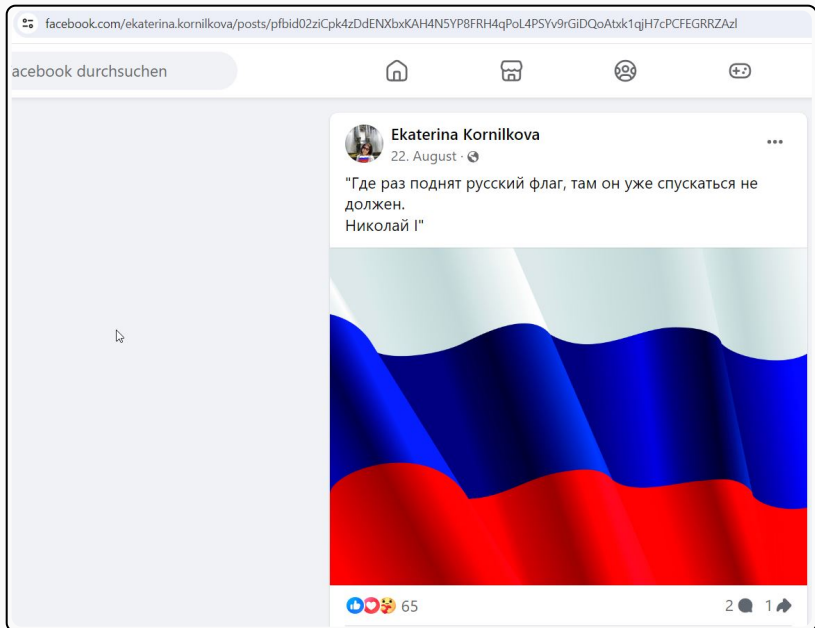 facebook.com/ekaterina.kornilkova/posts/pfbid02ziCpk4zDdENXbxKAH4N5YP8FRH4qPoL4PSYv9rGiDQoAtxk1qjH7cPCFEGRRZAzl
acebook durchsuchen
Ekaterina Kornilkova
22. August ·
"Где раз поднят русский флаг, там он уже спускаться не
должен.
Николай I"
65
2
1